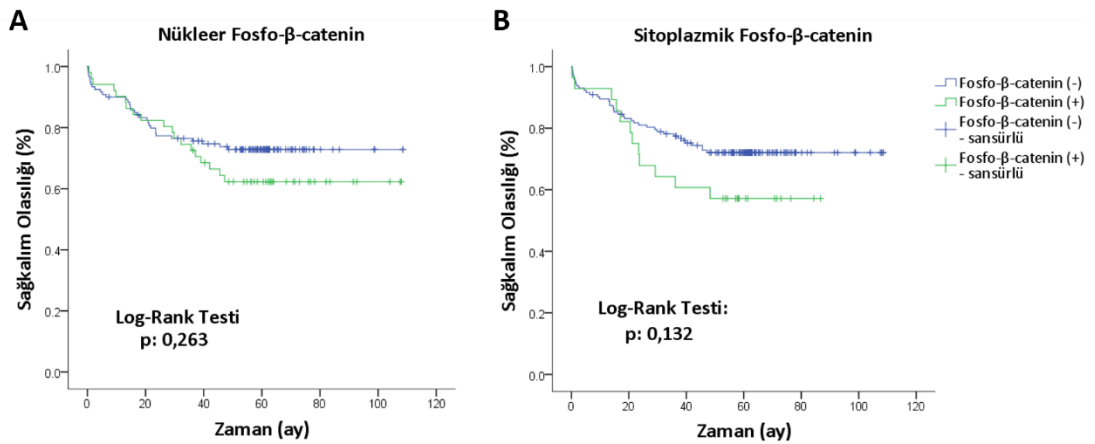 A
Nükleer Fosfo-β-catenin
Sağkalım Olasılığı (%)
1.0
0.8
0.6
0.4
0.2
0.0
Log-Rank Testi
p: 0,263
0 20 40 60 80 100 120
Zaman (ay)
B
Sitoplazmik Fosfo-β-catenin
Sağkalım Olasılığı (%)
1.0
0.8
0.6
0.4
0.2
0.0
Log-Rank Testi:
p: 0,132
0 20 40 60 80 100 120
Zaman (ay)
Fosfo-β-catenin (-)
Fosfo-β-catenin (+)
Fosfo-β-catenin (-)
- sansürlü
Fosfo-β-catenin (+)
- sansürlü